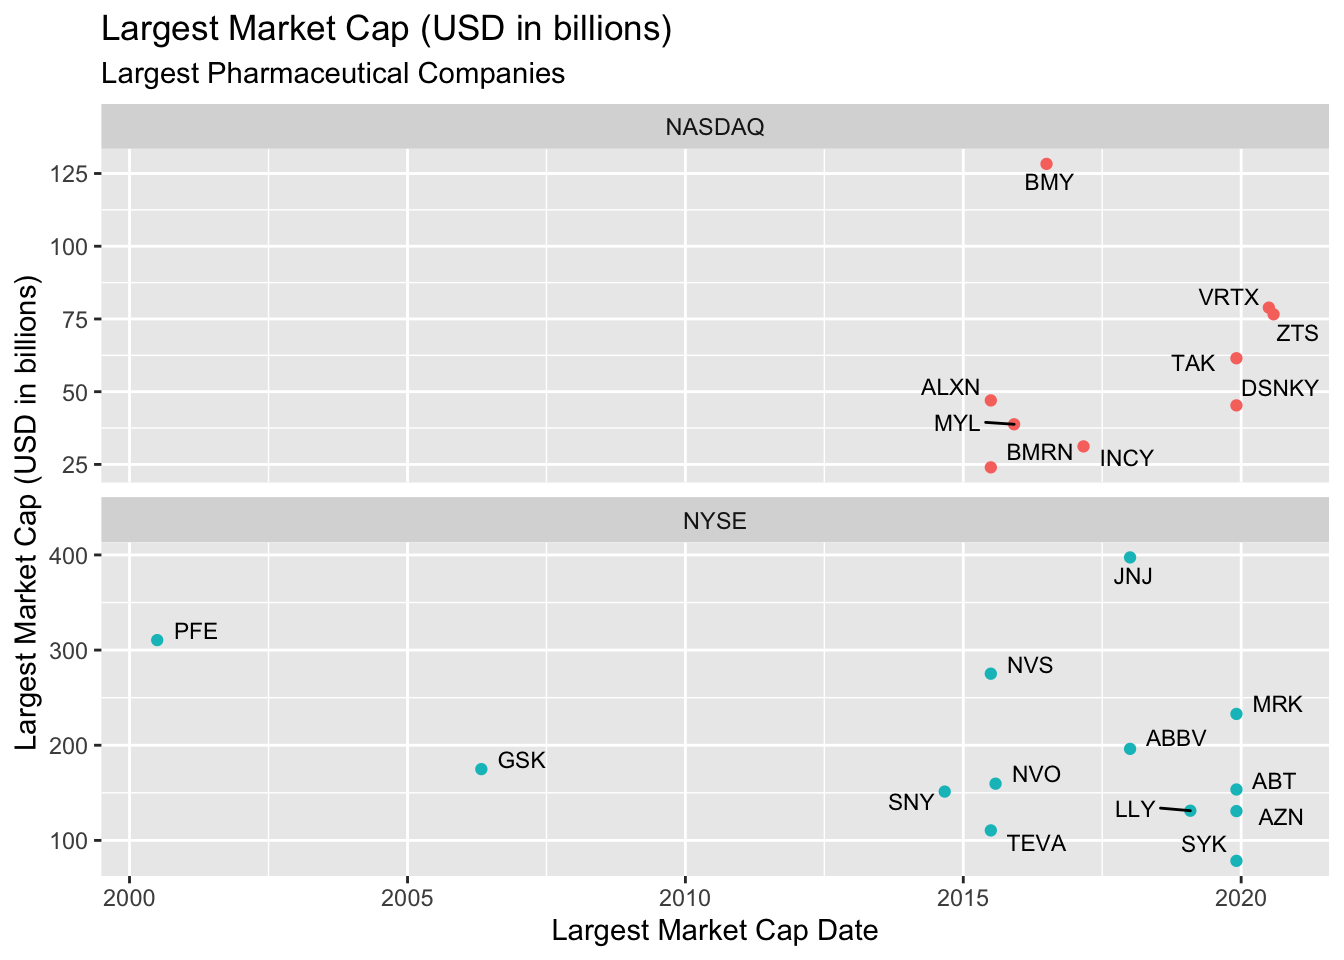 Largest Market Cap (USD in billions)
Largest Pharmaceutical Companies
Largest Market Cap (USD in billions)
NASDAQ
125
100
75
50
25
BMY
VRTX
ZTS
TAK
DSNKY
ALXN
MYL
BMRN
INCY
NYSE
400
300
200
100
JNJ
PFE
NVS
MRK
ABBV
GSK
NVO
ABT
SNY
LLY
AZN
TEVA
SYK
2000
2005
2010
2015
2020
Largest Market Cap Date